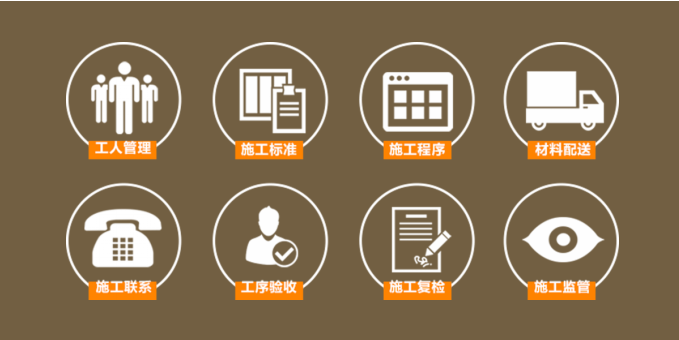 工人管理
施工标准
施工程序
材料配送
施工联系
工序验收
施工复检
施工监管